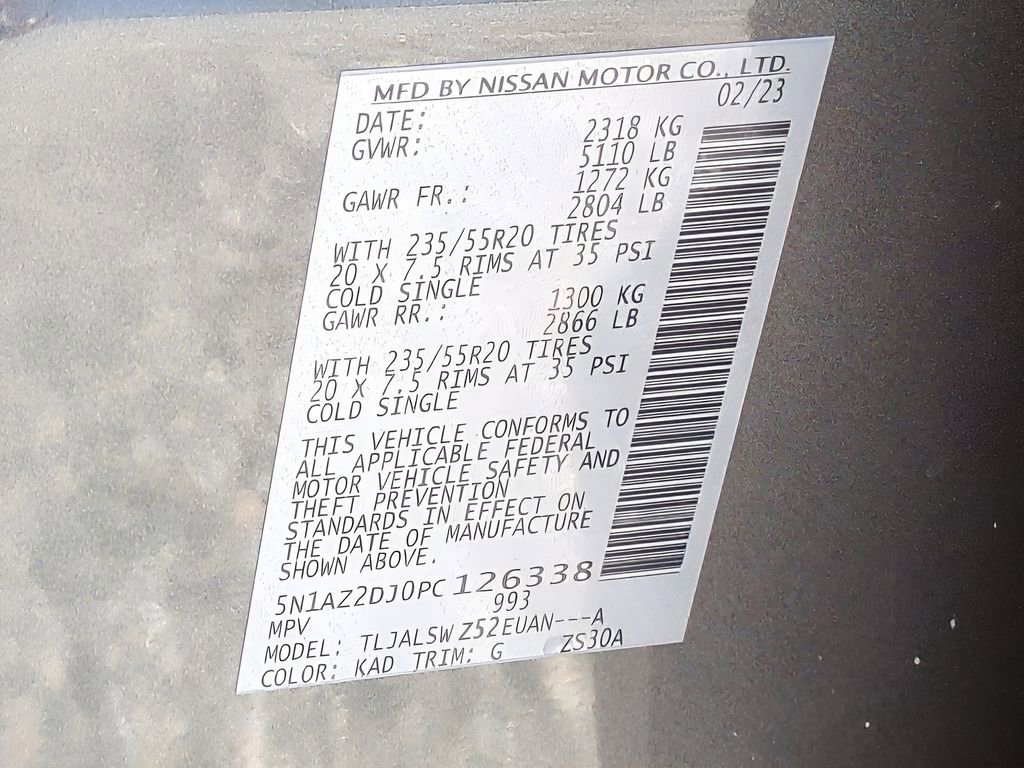 MFD BY NISSAN MOTOR CO., LTD.
DATE: 02/23
GVWR: 2318 KG
5110 LB
GAWR FR.: 1272 KG
2804 LB
WITH 235/55R20 TIRES
20 X 7.5 RIMS AT 35 PSI
COLD SINGLE
GAWR RR.: 1300 KG
2866 LB
WITH 235/55R20 TIRES
20 X 7.5 RIMS AT 35 PSI
COLD SINGLE
THIS VEHICLE CONFORMS TO
ALL APPLICABLE FEDERAL
MOTOR VEHICLE SAFETY AND
THEFT PREVENTION
STANDARDS IN EFFECT ON
THE DATE OF MANUFACTURE
SHOWN ABOVE.
5N1AZ2DJ0PC 126338
MPV 993
MODEL: TLJALSW Z52EUAN---A
COLOR: KAD TRIM: G ZS30A